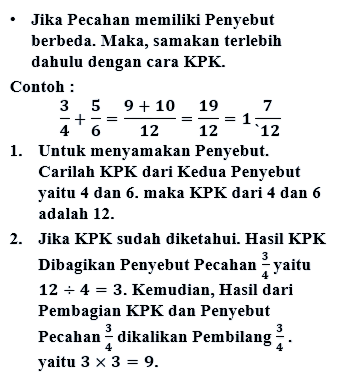 • Jika Pecahan memiliki Penyebut
berbeda. Maka, samakan terlebih
dahulu dengan cara KPK.
Contoh :
3/4 + 5/6 = (9 + 10)/12 = 19/12 = 1 7/12
1. Untuk menyamakan Penyebut.
Carilah KPK dari Kedua Penyebut
yaitu 4 dan 6. maka KPK dari 4 dan 6
adalah 12.
2. Jika KPK sudah diketahui. Hasil KPK
Dibagikan Penyebut Pecahan 3/4 yaitu
12 ÷ 4 = 3. Kemudian, Hasil dari
Pembagian KPK dan Penyebut
Pecahan 3/4 dikalikan Pembilang 3/4.
yaitu 3 × 3 = 9.